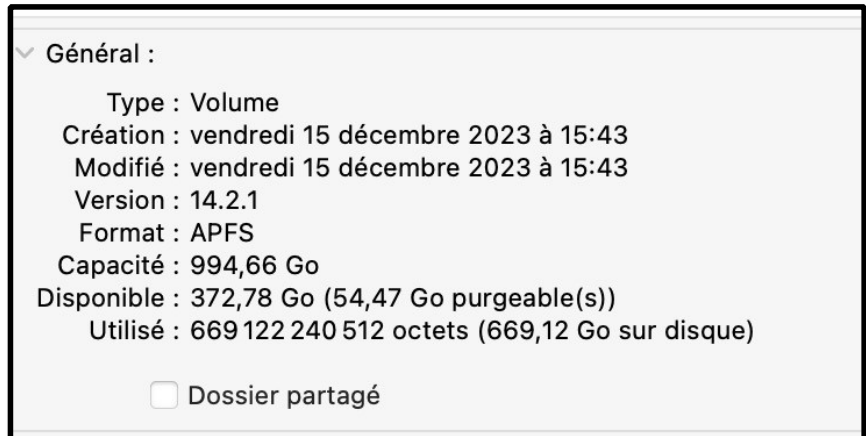 Général :
Type : Volume
Création : vendredi 15 décembre 2023 à 15:43
Modifié : vendredi 15 décembre 2023 à 15:43
Version : 14.2.1
Format : APFS
Capacité : 994,66 Go
Disponible : 372,78 Go (54,47 Go purgeable(s))
Utilisé : 669 122 240 512 octets (669,12 Go sur disque)
Dossier partagé